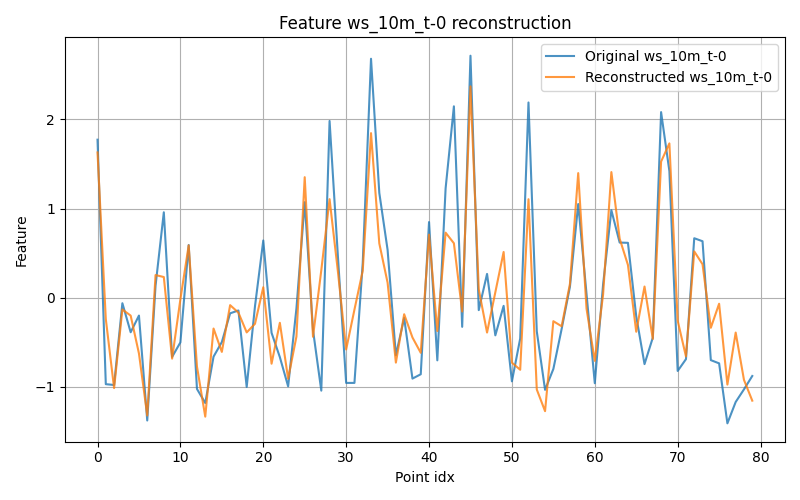 Feature ws_10m_t-0 reconstruction
Original ws_10m_t-0
Reconstructed ws_10m_t-0
Feature
2
1
0
−1
0 10 20 30 40 50 60 70 80
Point idx